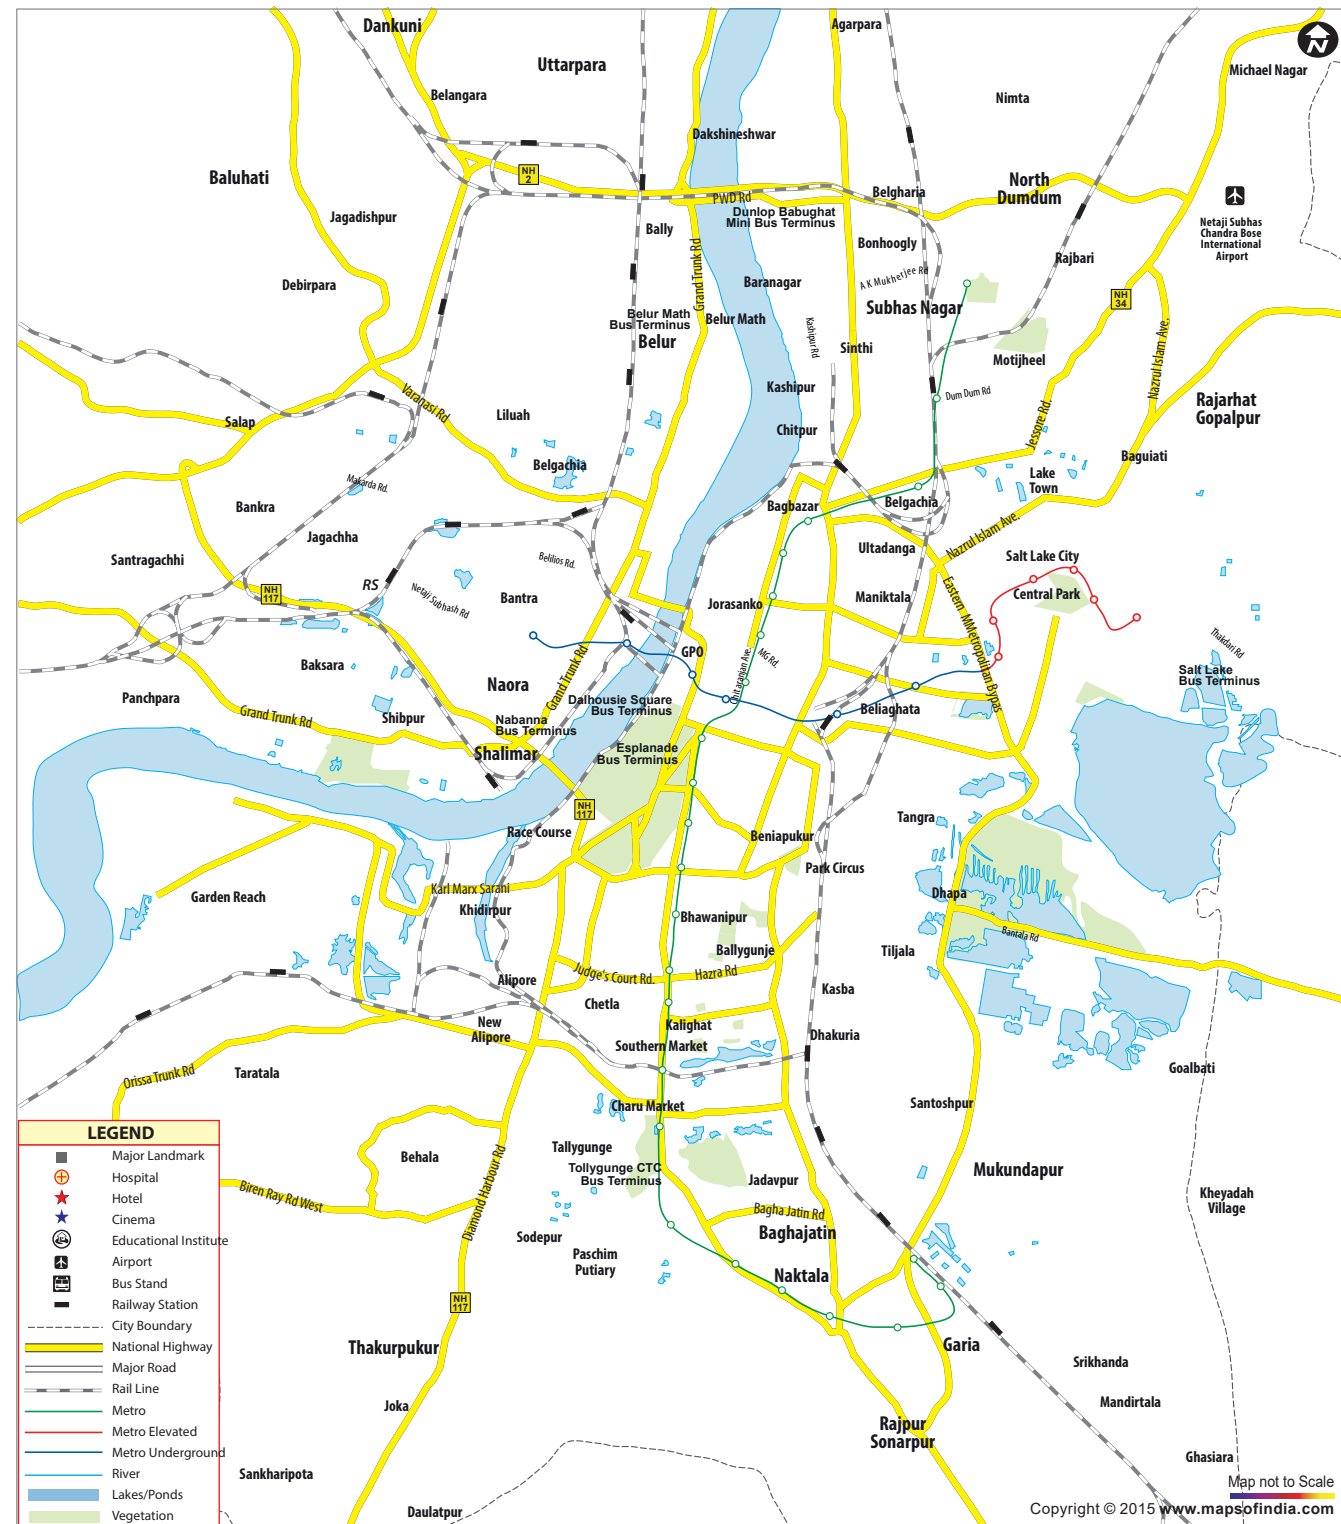 Dankuni
Agarpara
Uttarpara
Michael Nagar
Belangara
Nimta
Dakshineshwar
NH
2
Baluhati
North
Dumdum
Belgharia
PWD Rd
Dunlop Babughat
Mini Bus Terminus
Jagadishpur
Bally
Netaji Subhas
Chandra Bose
International
Airport
Bonhoogly
Rajbari
Grand Trunk Rd
A K Mukherjee Rd
Debirpara
Baranagar
NH
34
Subhas Nagar
Belur Math
Bus Terminus
Belur Math
Belur
Kashipur Rd
Sinthi
Motijheel
Nazrul Islam Ave,
Kashipur
Dum Dum Rd
Varanasi Rd
Rajarhat
Gopalpur
Liluah
Salap
Chitpur
Jessore Rd.
Belgachia
Baguiati
Lake
Town
Makarda Rd.
Bankra
Bagbazar
Belgachia
Jagachha
Nazrul Islam Ave,
Santragachhi
Belilios Rd.
Ultadanga
Salt Lake City
RS
NH
117
Netaji Subhash Rd
Bantra
Jorasanko
Maniktala
Central Park
Eastern MMetropolitan Bypas
Thakdari Rd
Baksara
GPO
MG Rd.
Chitaranjan Ave.
Salt Lake
Bus Terminus
Panchpara
Naora
Grand Trunk Rd
Dalhousie Square
Bus Terminus
Grand Trunk Rd
Shibpur
Nabanna
Bus Terminus
Beliaghata
Shalimar
Esplanade
Bus Terminus
NH
117
Tangra
Race Course
Beniapukur
Park Circus
Garden Reach
Karl Marx Sarani
Dhapa
Khidirpur
Bhawanipur
Bantala Rd
Ballygunje
Tiljala
Judge's Court Rd.
Hazra Rd
Alipore
Kasba
Chetla
New
Alipore
Kalighat
Dhakuria
Southern Market
Orissa Trunk Rd
Taratala
Goalbati
Charu Market
Santoshpur
LEGEND
Major Landmark
Hospital
Hotel
Cinema
Educational Institute
Airport
Bus Stand
Railway Station
City Boundary
National Highway
Major Road
Rail Line
Metro
Metro Elevated
Metro Underground
River
Lakes/Ponds
Vegetation
Behala
Diamond Harbour Rd
Tallygunge
Tollygunge CTC
Bus Terminus
Mukundapur
Jadavpur
Biren Ray Rd West
Kheyadah
Village
Bagha Jatin Rd
Baghajatin
Sodepur
Paschim
Putiary
Naktala
NH
117
Thakurpukur
Garia
Srikhanda
Joka
Mandirtala
Rajpur
Sonarpur
Ghasiara
Sankharipota
Daulatpur
N
Map not to Scale
Copyright © 2015 www.mapsofindia.com